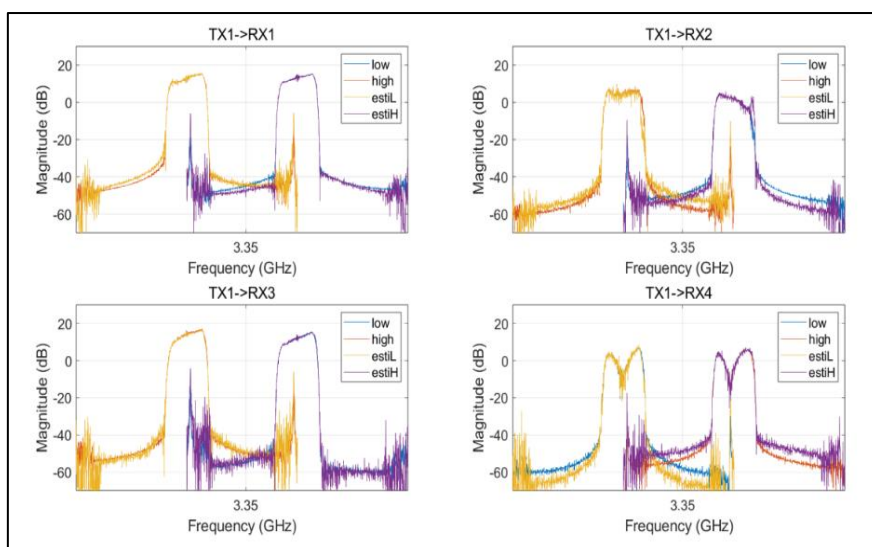 TX1->RX1
20
0
-20
-40
-60
Magnitude (dB)
low
high
estiL
estiH
3.35
Frequency (GHz)
TX1->RX2
20
0
-20
-40
-60
Magnitude (dB)
low
high
estiL
estiH
3.35
Frequency (GHz)
TX1->RX3
20
0
-20
-40
-60
Magnitude (dB)
low
high
estiL
estiH
3.35
Frequency (GHz)
TX1->RX4
20
0
-20
-40
-60
Magnitude (dB)
low
high
estiL
estiH
3.35
Frequency (GHz)